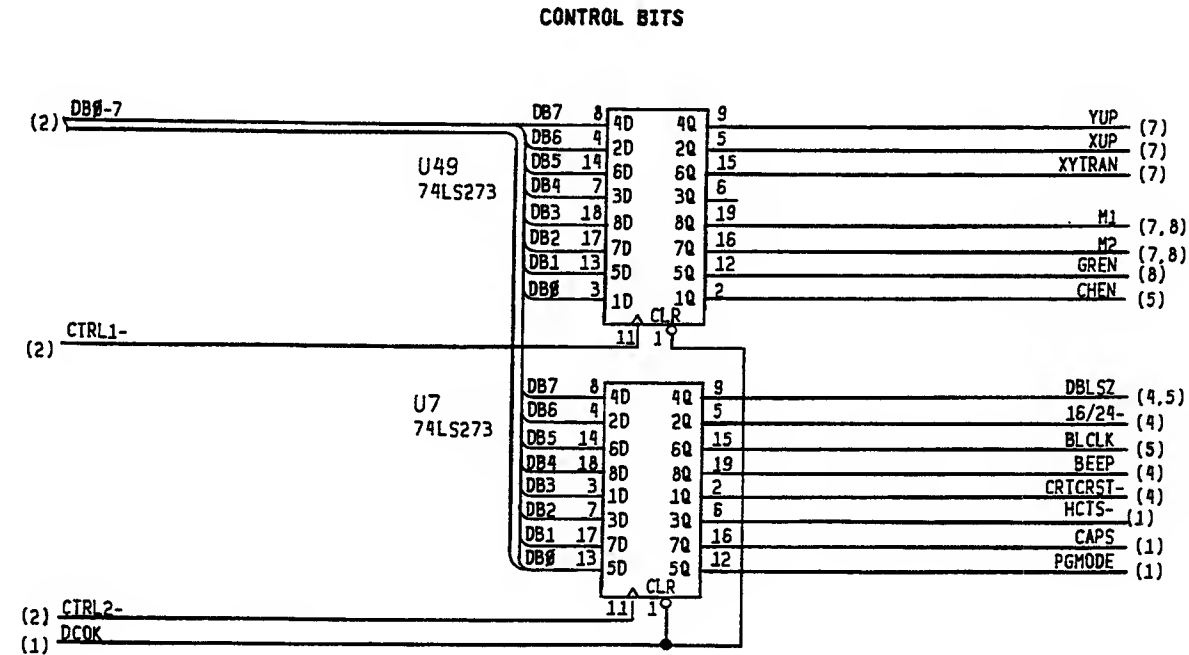 CONTROL BITS
(2) DB0-7
U49
74LS273
DB7 8 4D 4Q 9 YUP (7)
DB6 4 2D 2Q 5 XUP (7)
DB5 14 6D 6Q 15 XYTRAN (7)
DB4 7 3D 3Q 6
DB3 18 8D 8Q 19 M1 (7,8)
DB2 17 7D 7Q 16 M2 (7,8)
DB1 13 5D 5Q 12 GREN (8)
DB0 3 1D 1Q 2 CHEN (5)
CLR
(2) CTRL1- 11 1
U7
74LS273
DB7 8 4D 4Q 9 DBLSZ (4,5)
DB6 4 2D 2Q 5 16/24- (4)
DB5 14 6D 6Q 15 BLCLK (5)
DB4 18 8D 8Q 19 BEEP (4)
DB3 3 1D 1Q 2 CRTCRST- (4)
DB2 7 3D 3Q 6 HCTS- (1)
DB1 17 7D 7Q 16 CAPS (1)
DB0 13 5D 5Q 12 PGMODE (1)
CLR
(2) CTRL2- 11 1
(1) DCOK